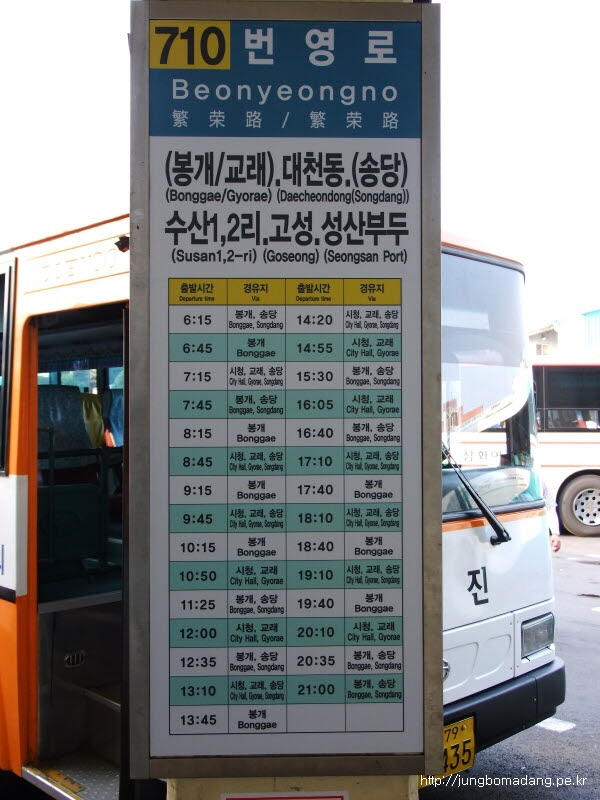 710 번영로
Beonyeongno
繁荣路 / 繁荣路
(봉개/교래).대천동.(송당)
(Bonggae/Gyorae) (Daecheondong(Songdang))
수산1,2리.고성.성산부두
(Susan1,2-ri) (Goseong) (Seongsan Port)
출발시간 경유지 출발시간 경유지
Departure time Via Departure time Via
6:15 봉개, 송당 14:20 시청, 교래, 송당
Bonggae, Songdang City Hall, Gyorae, Songdang
6:45 봉개 14:55 시청, 교래
Bonggae City Hall, Gyorae
7:15 시청, 교래, 송당 15:30 봉개, 송당
City Hall, Gyorae, Songdang Bonggae, Songdang
7:45 봉개, 송당 16:05 시청, 교래
Bonggae, Songdang City Hall, Gyorae
8:15 봉개 16:40 봉개, 송당
Bonggae Bonggae, Songdang
8:45 시청, 교래, 송당 17:10 시청, 교래, 송당
City Hall, Gyorae, Songdang City Hall, Gyorae, Songdang
9:15 봉개 17:40 봉개
Bonggae Bonggae
9:45 시청, 교래, 송당 18:10 시청, 교래, 송당
City Hall, Gyorae, Songdang City Hall, Gyorae, Songdang
10:15 봉개 18:40 봉개
Bonggae Bonggae
10:50 시청, 교래 19:10 시청, 교래, 송당
City Hall, Gyorae City Hall, Gyorae, Songdang
11:25 봉개, 송당 19:40 봉개
Bonggae, Songdang Bonggae
12:00 시청, 교래 20:10 시청, 교래
City Hall, Gyorae City Hall, Gyorae
12:35 봉개, 송당 20:35 봉개, 송당
Bonggae, Songdang Bonggae, Songdang
13:10 시청, 교래, 송당 21:00 봉개, 송당
City Hall, Gyorae, Songdang Bonggae, Songdang
13:45 봉개
Bonggae
진
79
435
http://jungbomadang.pe.kr